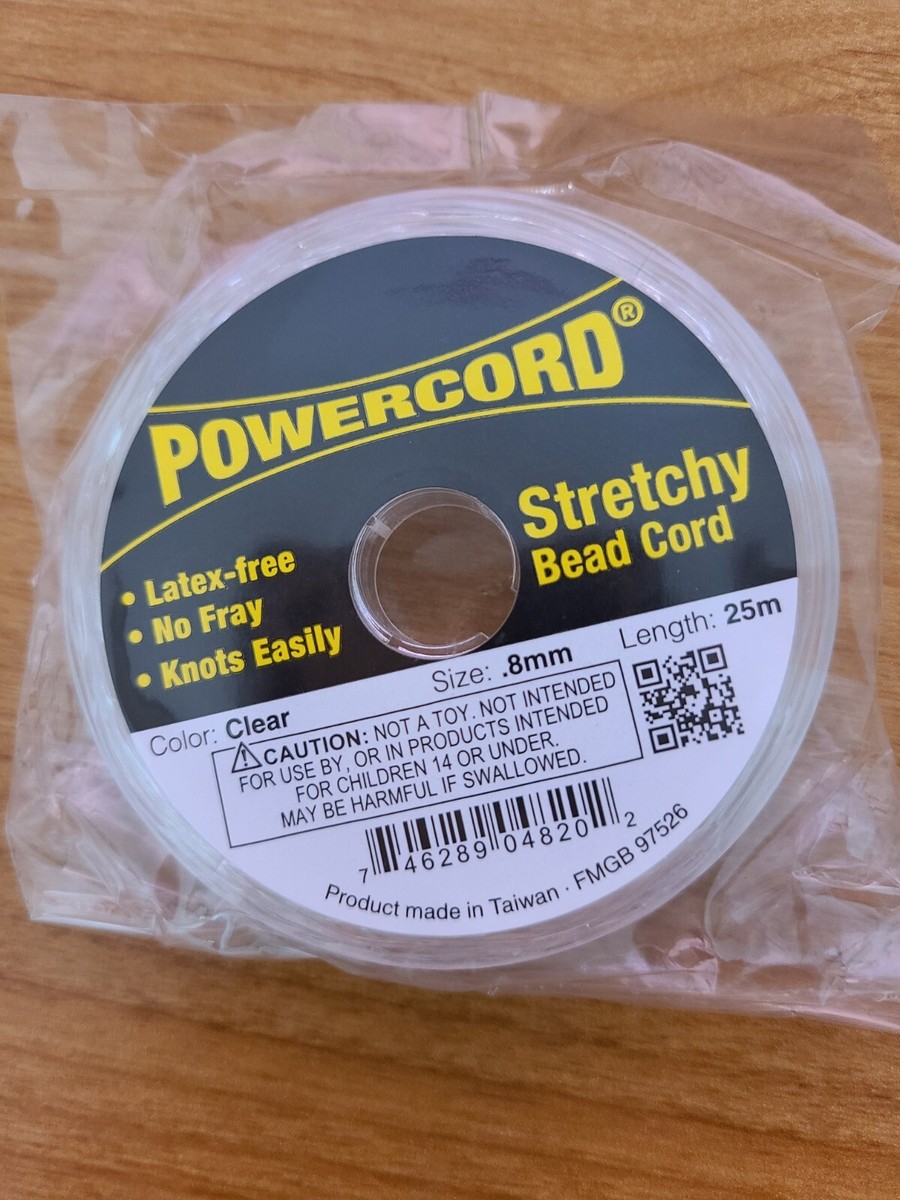 POWERCORD®
Stretchy
Bead Cord
• Latex-free
• No Fray
• Knots Easily
Color: Clear
Size: .8mm
Length: 25m
⚠CAUTION: NOT A TOY. NOT INTENDED
FOR USE BY, OR IN PRODUCTS INTENDED
FOR CHILDREN 14 OR UNDER.
MAY BE HARMFUL IF SWALLOWED.
7 46289 04820 2
Product made in Taiwan · FMGB 97526